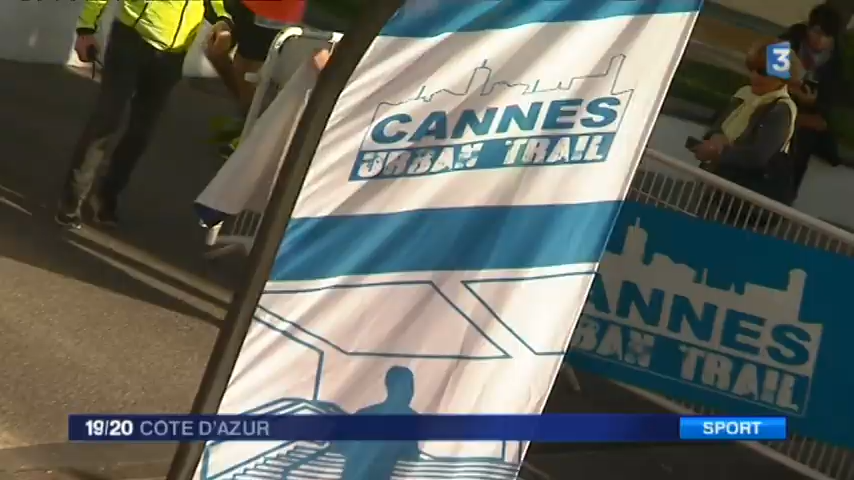 3
CANNES
URBAN TRAIL
CANNES
URBAN TRAIL
19/20 CÔTE D'AZUR
SPORT